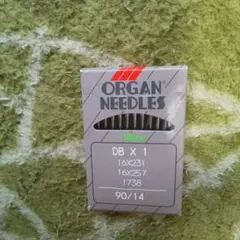 ORGAN®
NEEDLES
DB X 1
16X231
16X257
1738
90/14